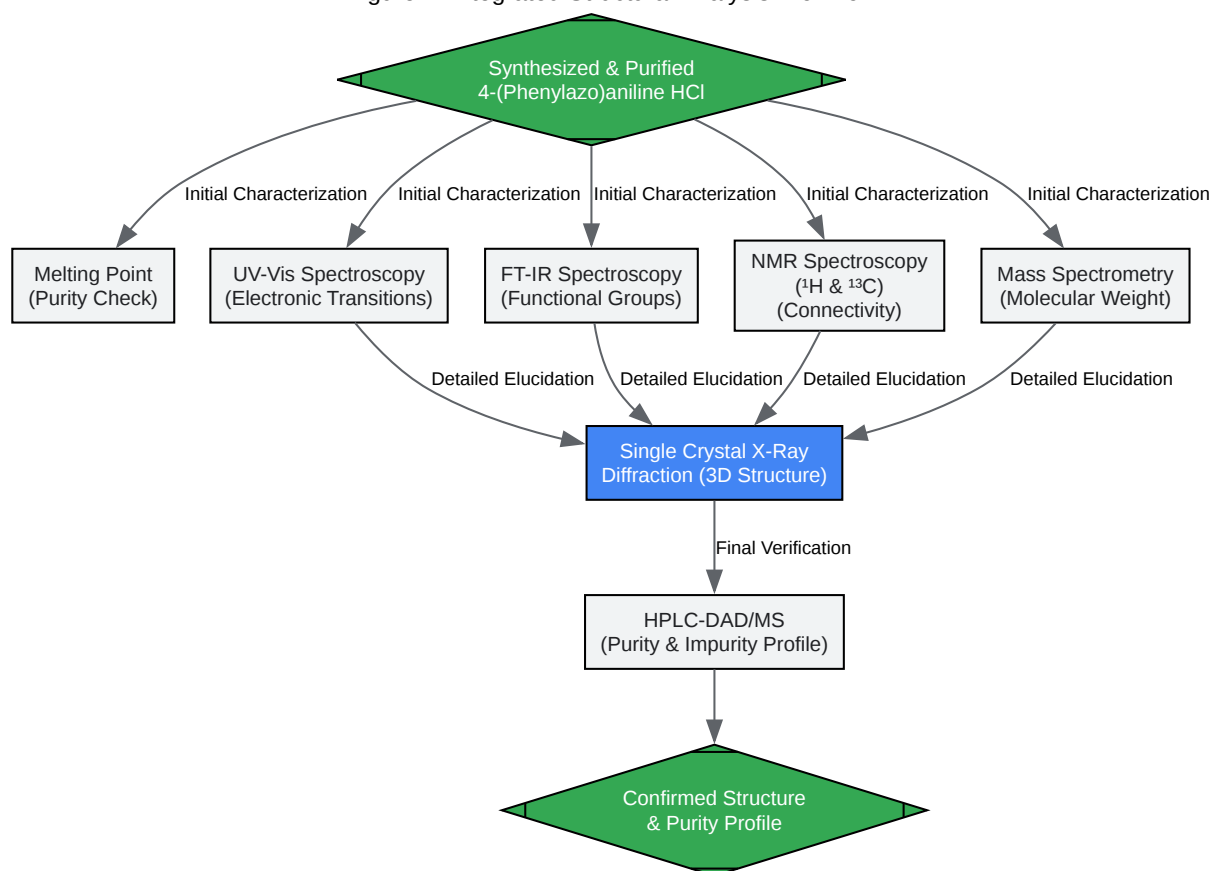 Synthesized & Purified
4-(Phenylazo)aniline HCl
Initial Characterization
Initial Characterization
Initial Characterization
Initial Characterization
Initial Characterization
Melting Point
(Purity Check)
UV-Vis Spectroscopy
(Electronic Transitions)
FT-IR Spectroscopy
(Functional Groups)
NMR Spectroscopy
(¹H & ¹³C)
(Connectivity)
Mass Spectrometry
(Molecular Weight)
Detailed Elucidation
Detailed Elucidation
Detailed Elucidation
Detailed Elucidation
Single Crystal X-Ray
Diffraction (3D Structure)
Final Verification
HPLC-DAD/MS
(Purity & Impurity Profile)
Confirmed Structure
& Purity Profile